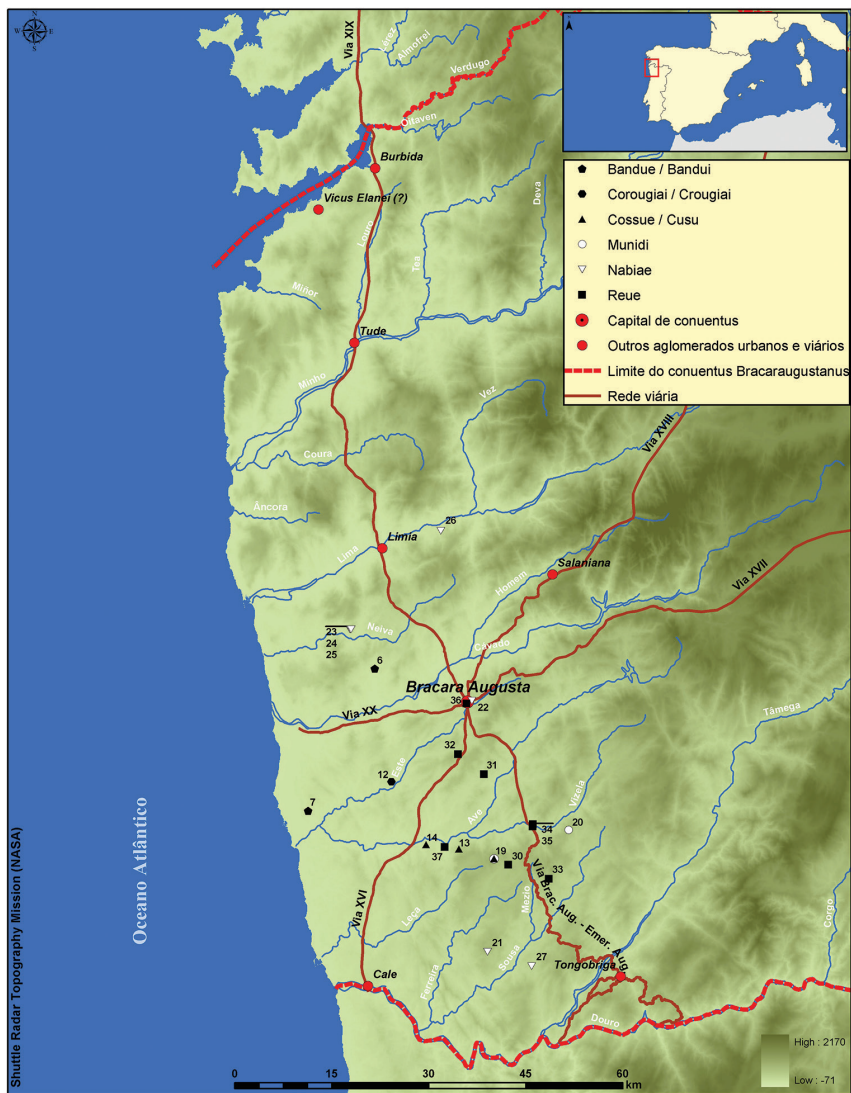 N
W
E
S
Via XIX
Lerez
Almofrei
Verdugo
Oitaven
Burbida
Vicus Elanei (?)
Louro
Tea
Deva
Miñor
Tude
Minho
Vez
Coura
Via XVIII
Âncora
26
Limia
Lima
Homem
Salaniana
Via XVII
23
24
25
Neiva
6
Cávado
Bracara Augusta
36
22
Via XX
Tâmega
32
31
12
Este
7
Ave
Vizela
34
35
20
14
37
13
19
30
33
Via Brac. Aug. - Emer. Aug.
Mezio
Via XVI
Leça
Corgo
21
27
Ferreira
Sousa
Tongobriga
Cale
Douro
Oceano Atlântico
Shuttle Radar Topography Mission (NASA)
Bandue / Bandui
Corougiai / Crougiai
Cossue / Cusu
Munidi
Nabiae
Reue
Capital de conuentus
Outros aglomerados urbanos e viários
Limite do conuentus Bracaraugustanus
Rede viária
High : 2170
Low : -71
0 15 30 45 60
km